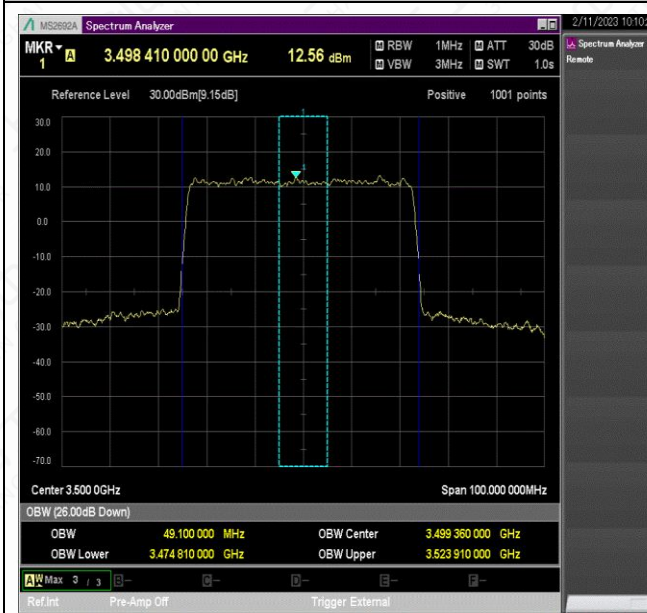 MS2692A Spectrum Analyzer
2/11/2023 10:10:
MKR 1 A 3.498 410 000 00 GHz 12.56 dBm
M RBW 1MHz M ATT 30dB
M VBW 3MHz M SWT 1.0s
Spectrum Analyzer
Remote
Reference Level 30.00dBm[9.15dB] Positive 1001 points
1
30.0
20.0
1
10.0
0.0
-10.0
-20.0
-30.0
-40.0
-50.0
-60.0
-70.0
Center 3.500 0GHz Span 100.000 000MHz
OBW (26.00dB Down)
OBW 49.100 000 MHz OBW Center 3.499 360 000 GHz
OBW Lower 3.474 810 000 GHz OBW Upper 3.523 910 000 GHz
A W Max 3 / 3 B- C- D- E- F-
Ref.Int Pre-Amp Off Trigger External